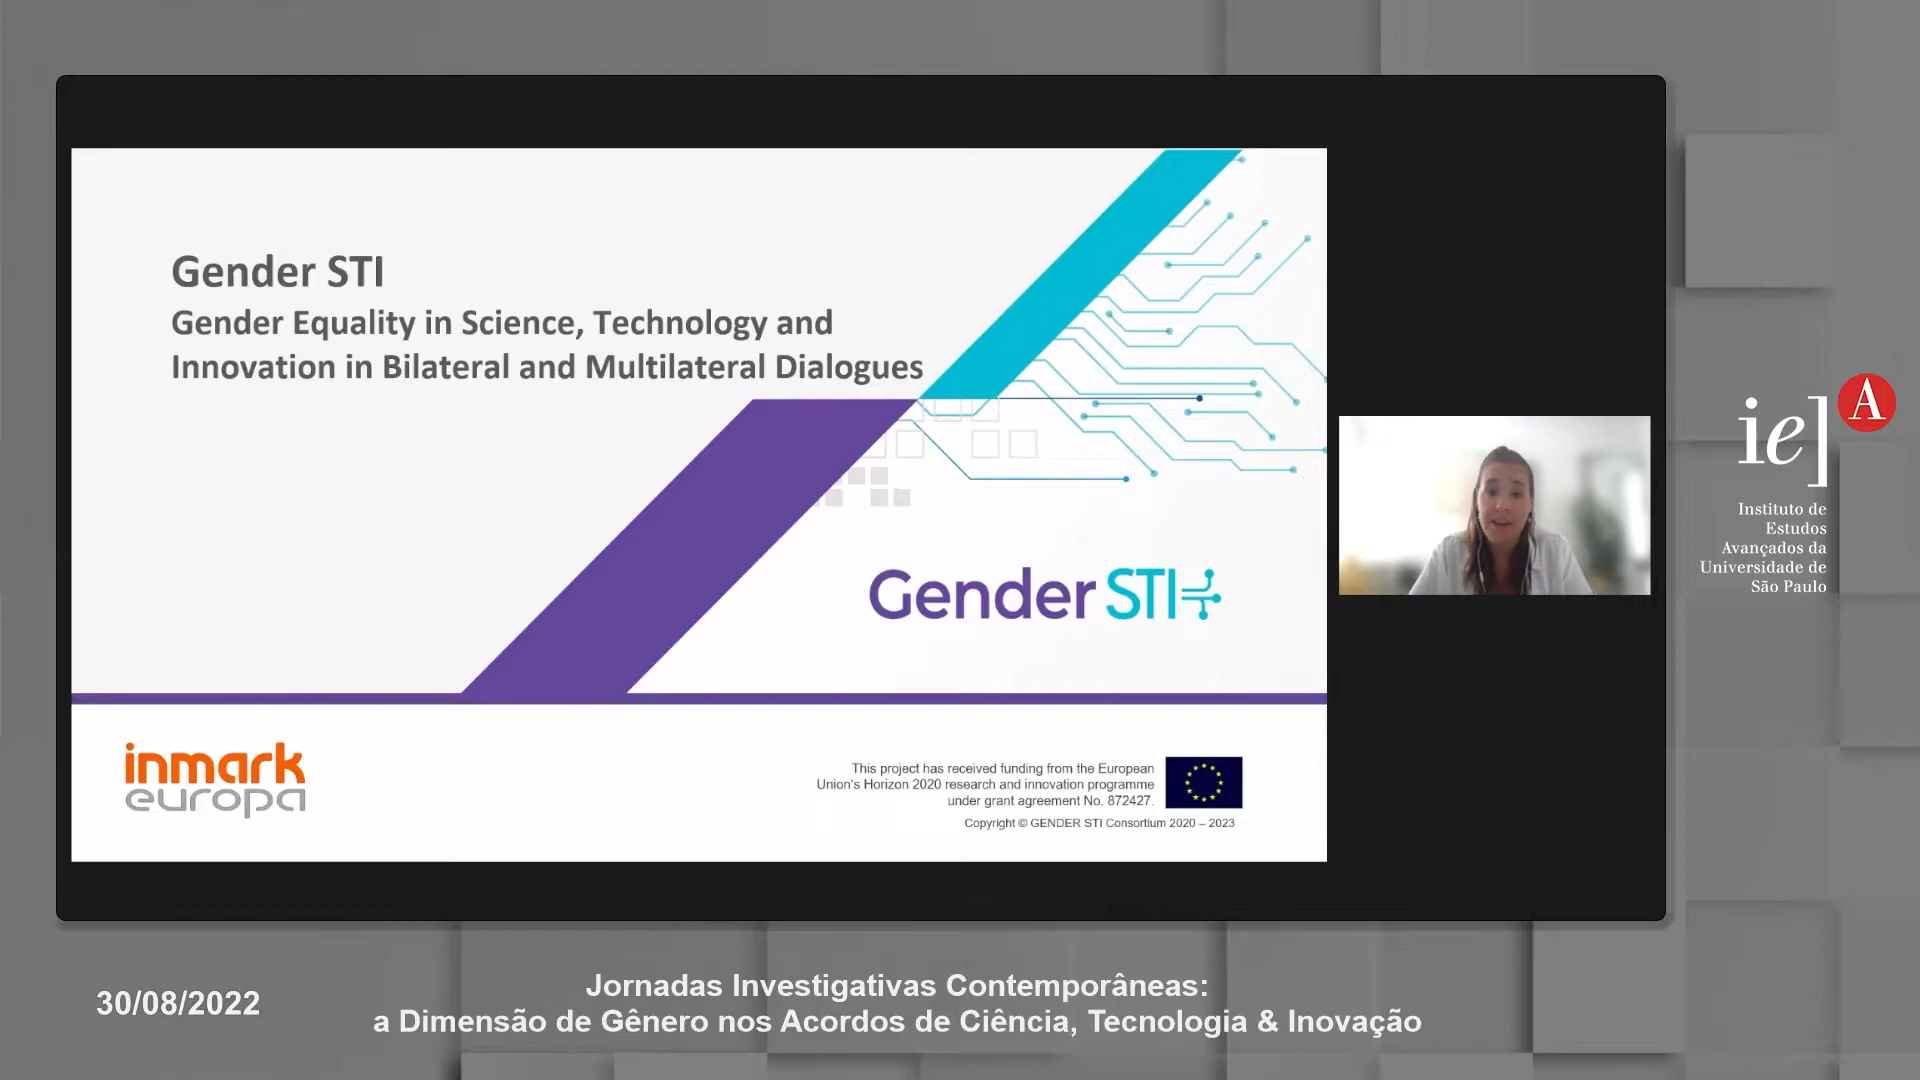 Gender STI
Gender Equality in Science, Technology and
Innovation in Bilateral and Multilateral Dialogues
Gender STI
inmark
europa
This project has received funding from the European
Union's Horizon 2020 research and innovation programme
under grant agreement No. 872427.
Copyright © GENDER STI Consortium 2020 – 2023
ie] A
Instituto de
Estudos
Avançados da
Universidade de
São Paulo
30/08/2022
Jornadas Investigativas Contemporâneas:
a Dimensão de Gênero nos Acordos de Ciência, Tecnologia & Inovação